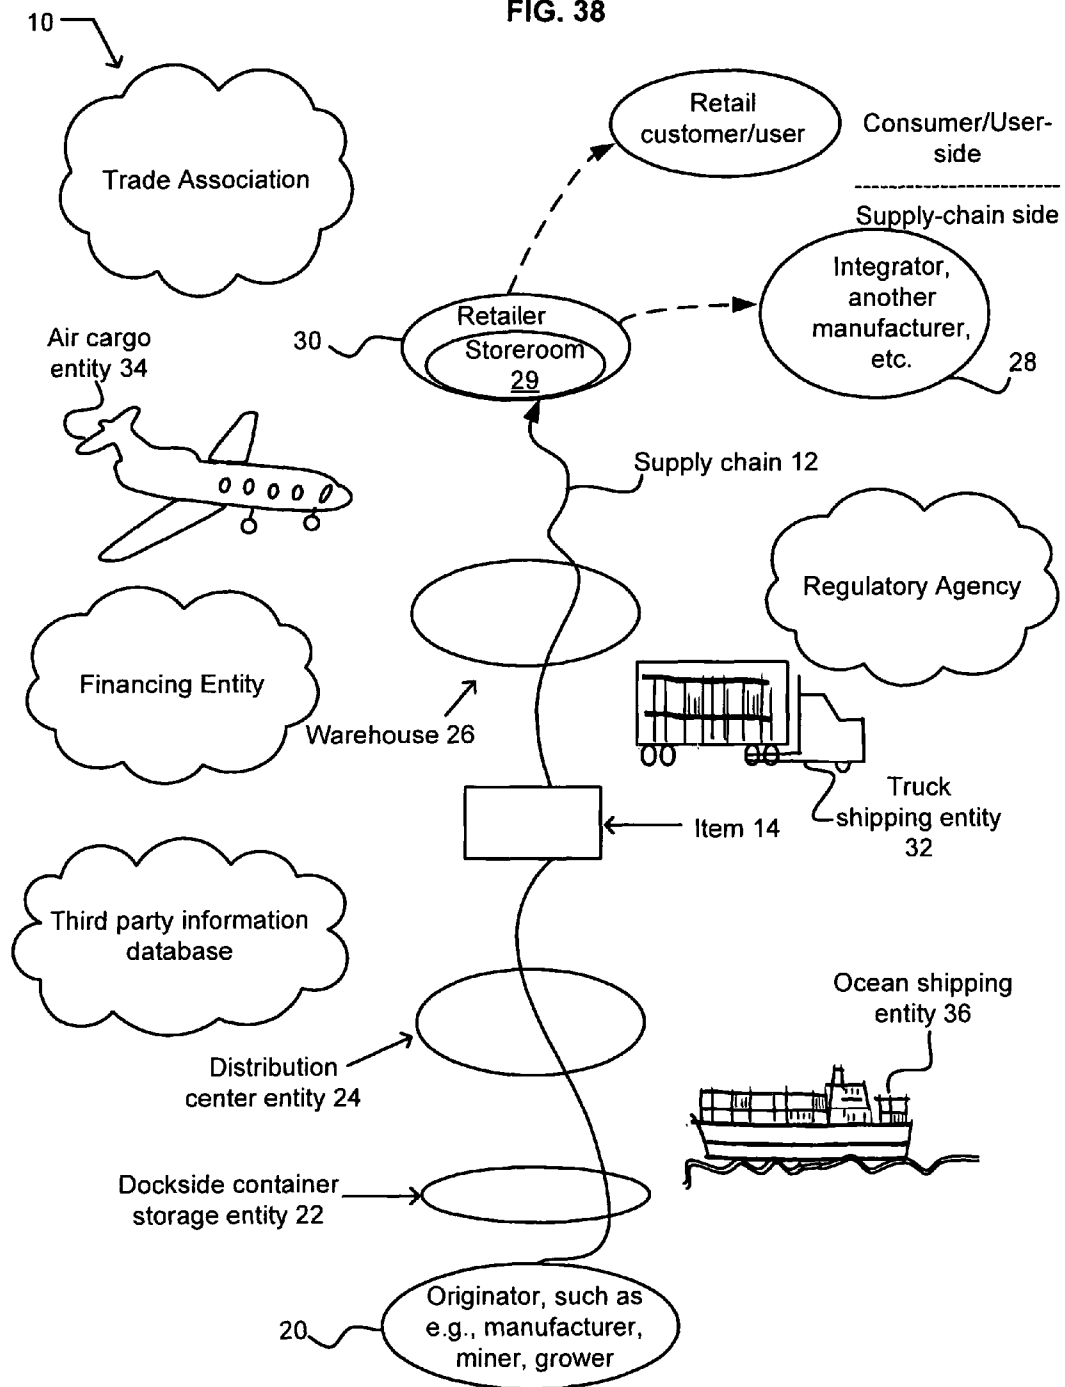 FIG. 38
10
Retail
customer/user
Consumer/User-
side
Trade Association
Supply-chain side
Integrator,
another
manufacturer,
etc.
28
Retailer
30
Storeroom
29
Air cargo
entity 34
Supply chain 12
Regulatory Agency
Financing Entity
Warehouse 26
Truck
shipping entity
32
Item 14
Third party information
database
Ocean shipping
entity 36
Distribution
center entity 24
Dockside container
storage entity 22
Originator, such as
e.g., manufacturer,
miner, grower
20